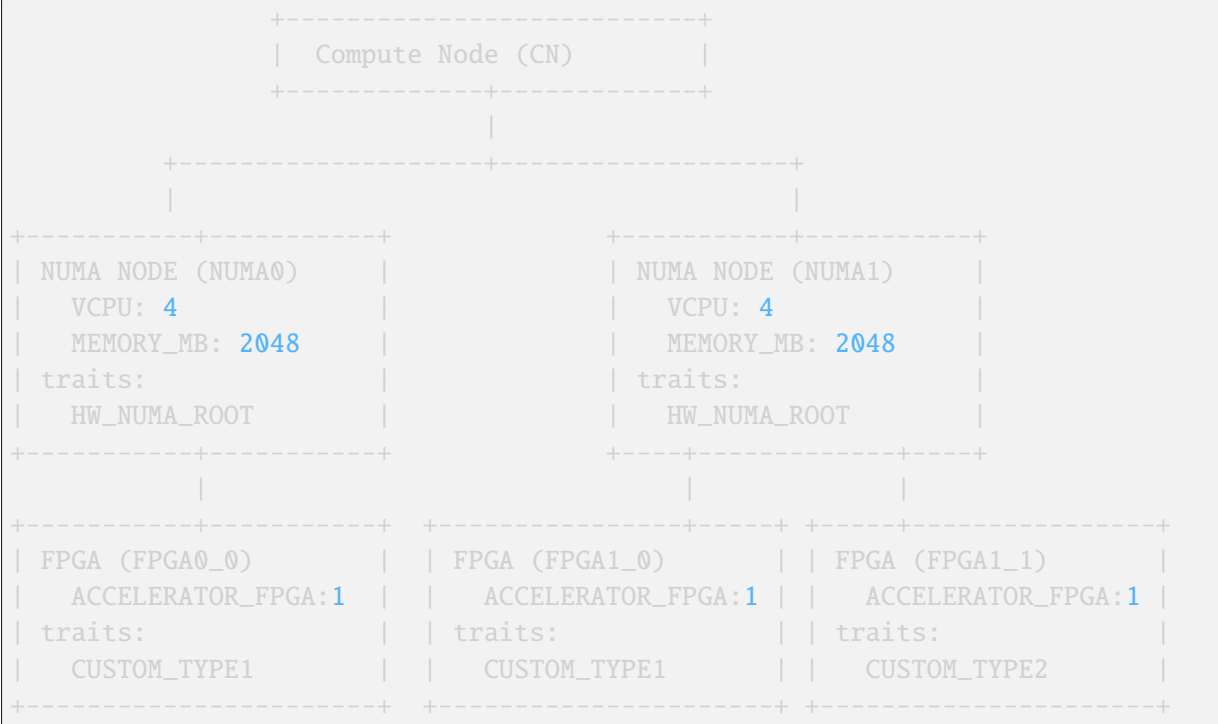 +---------------------------+
                 |  Compute Node (CN)        |
                 +-------------+-------------+
                               |
          +--------------------+-------------------+
          |                                        |
+-----------+-----------+              +-----------+-----------+
| NUMA NODE (NUMA0)     |              | NUMA NODE (NUMA1)     |
|   VCPU: 4             |              |   VCPU: 4             |
|   MEMORY_MB: 2048     |              |   MEMORY_MB: 2048     |
| traits:               |              | traits:               |
|   HW_NUMA_ROOT        |              |   HW_NUMA_ROOT        |
+-----------+-----------+              +----+-------------+----+
            |                               |             |
+-----------+-----------+  +----------------+-----+ +-----+----------------+
| FPGA (FPGA0_0)        |  | FPGA (FPGA1_0)       | | FPGA (FPGA1_1)       |
|   ACCELERATOR_FPGA:1  |  |   ACCELERATOR_FPGA:1 | |   ACCELERATOR_FPGA:1 |
| traits:               |  | traits:              | | traits:              |
|   CUSTOM_TYPE1        |  |   CUSTOM_TYPE1       | |   CUSTOM_TYPE2       |
+-----------------------+  +----------------------+ +----------------------+